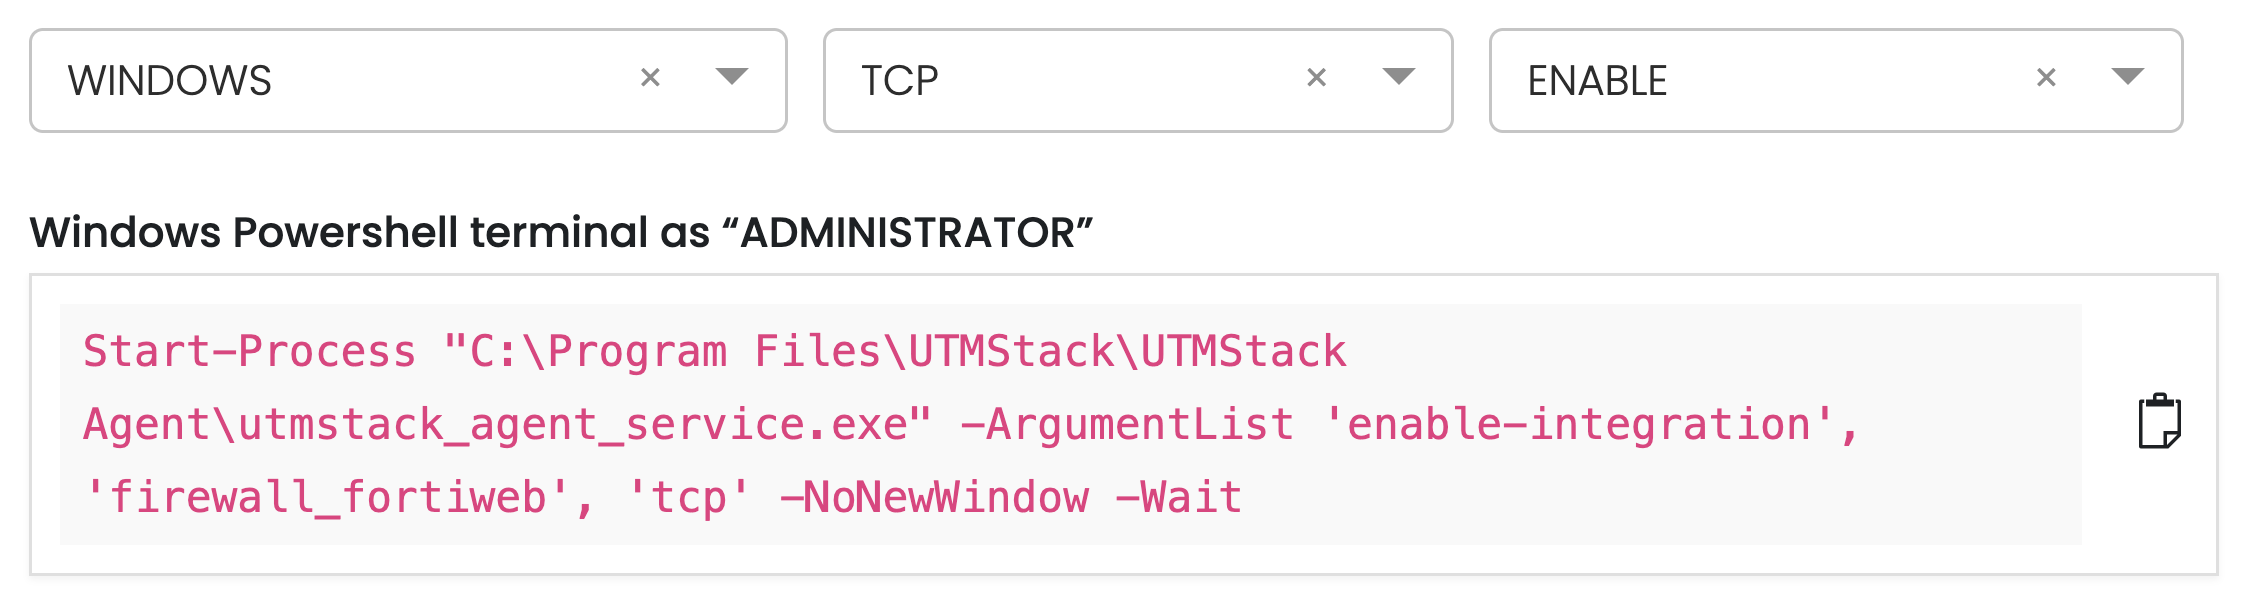 WINDOWS × TCP × ENABLE ×
Windows Powershell terminal as “ADMINISTRATOR”
Start-Process "C:\Program Files\UTMStack\UTMStack
Agent\utmstack_agent_service.exe" -ArgumentList 'enable-integration',
'firewall_fortiweb', 'tcp' -NoNewWindow -Wait